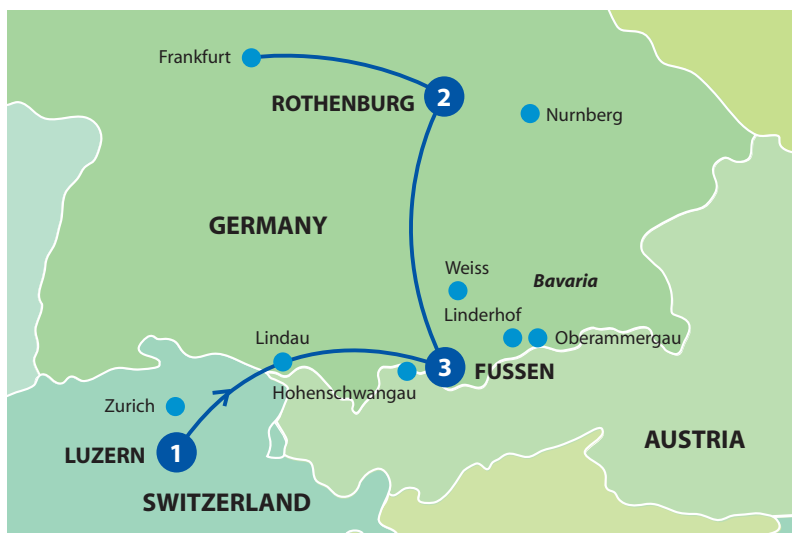 Frankfurt
2
ROTHENBURG
Nurnberg
GERMANY
Weiss
Bavaria
Linderhof
Lindau
Oberammergau
3
FUSSEN
Hohenschwangau
Zurich
AUSTRIA
LUZERN
1
SWITZERLAND